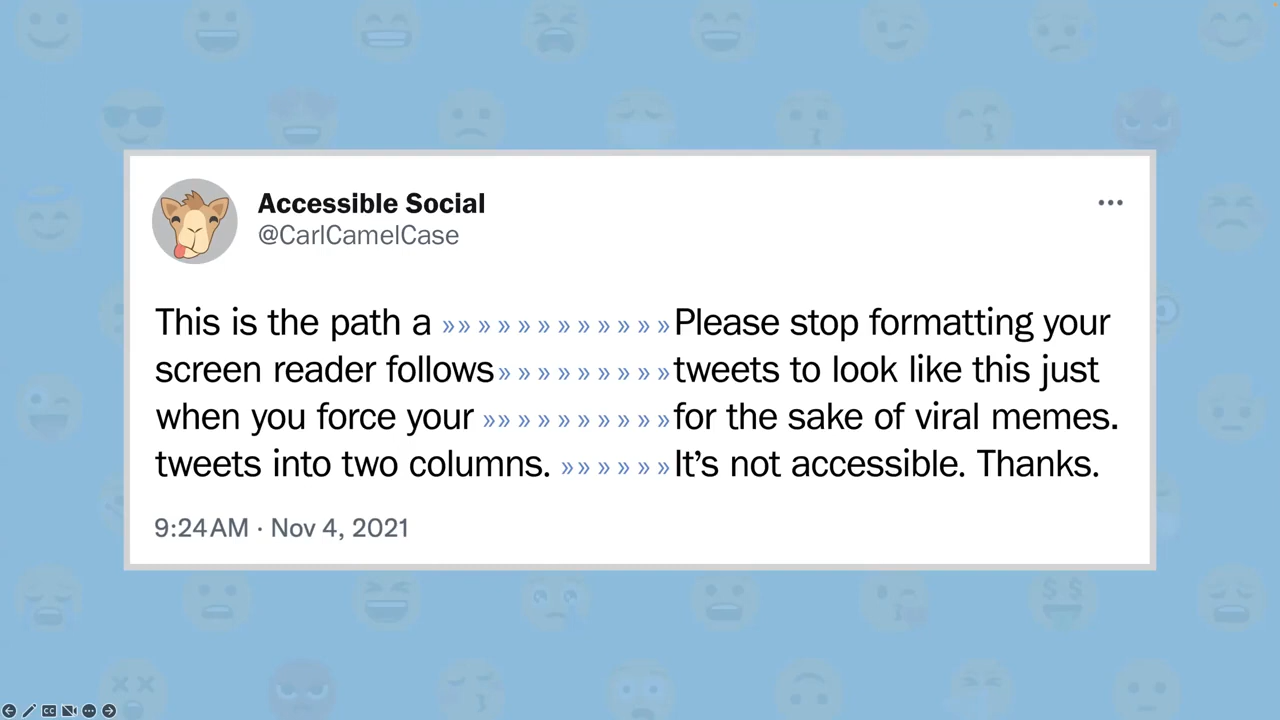 Accessible Social
@CarlCamelCase
This is the path a »» » » » » » » » » » »Please stop formatting your
screen reader follows» » » » » » » » »tweets to look like this just
when you force your »» » » » » » » » »for the sake of viral memes.
tweets into two columns. »» » » » »It’s not accessible. Thanks.
9:24AM · Nov 4, 2021
CC